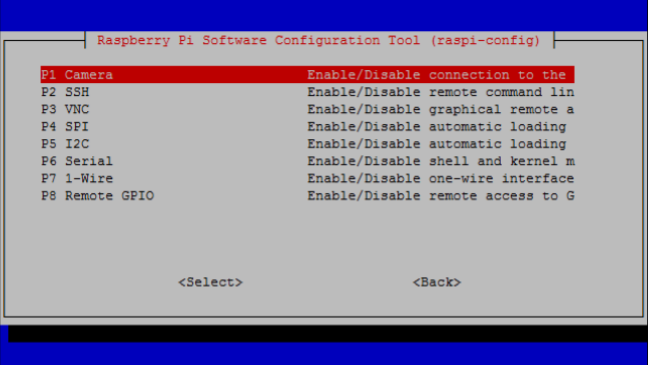 Raspberry Pi Software Configuration Tool (raspi-config)
P1 Camera Enable/Disable connection to the
P2 SSH Enable/Disable remote command lin
P3 VNC Enable/Disable graphical remote a
P4 SPI Enable/Disable automatic loading
P5 I2C Enable/Disable automatic loading
P6 Serial Enable/Disable shell and kernel m
P7 1-Wire Enable/Disable one-wire interface
P8 Remote GPIO Enable/Disable remote access to G
<Select> <Back>